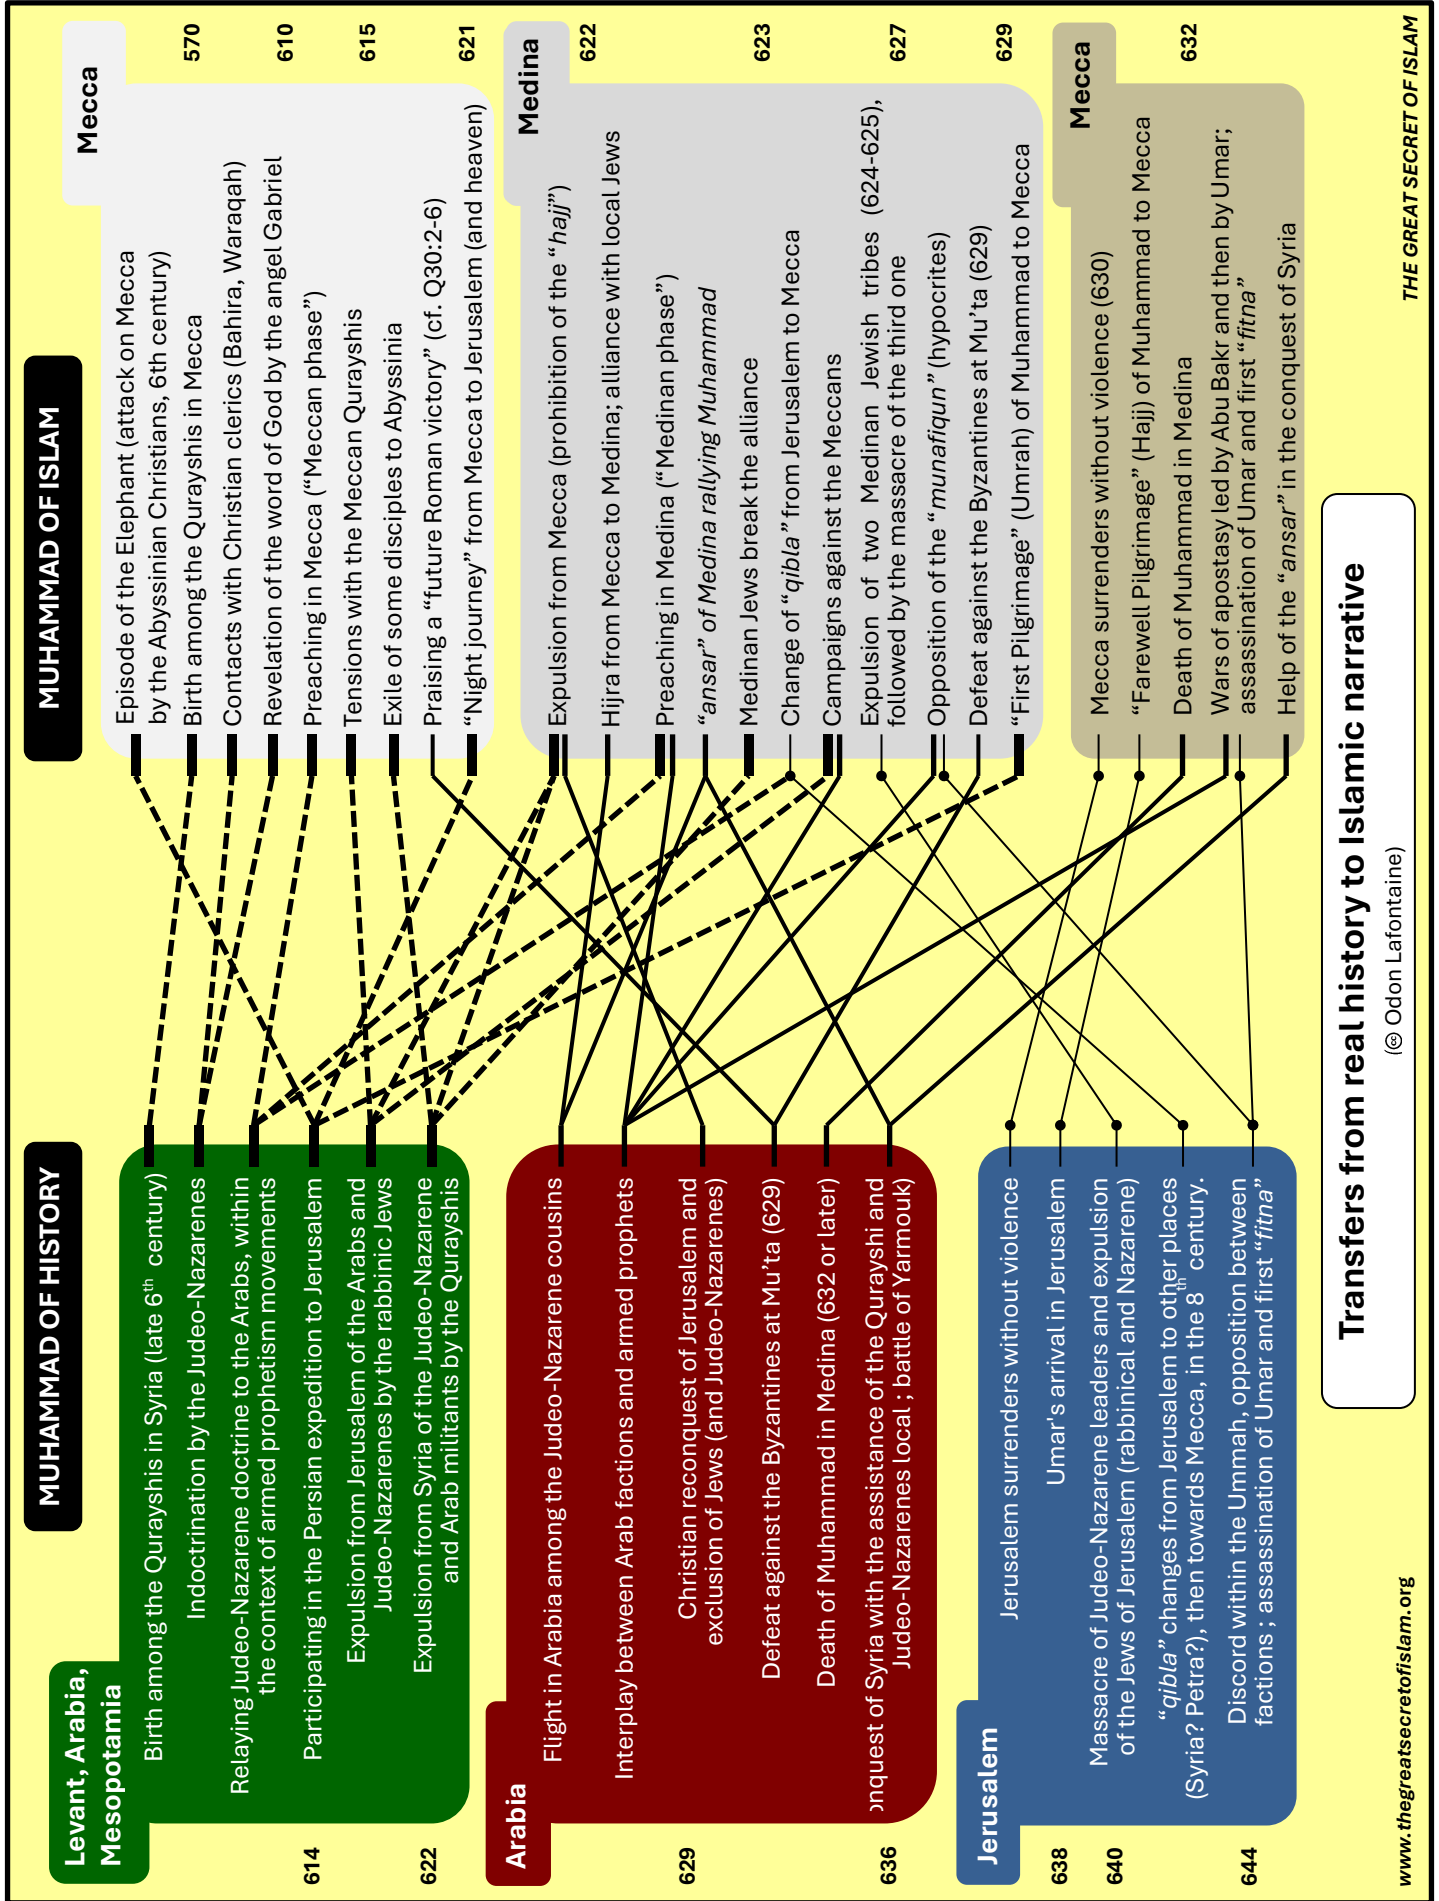 MUHAMMAD OF HISTORY
Levant, Arabia,
Mesopotamia
Birth among the Qurayshis in Syria (late 6th century)
Indoctrination by the Judeo-Nazarenes
Relaying Judeo-Nazarene doctrine to the Arabs, within
the context of armed prophetism movements
614
Participating in the Persian expedition to Jerusalem
Expulsion from Jerusalem of the Arabs and
Judeo-Nazarenes by the rabbinic Jews
622
Expulsion from Syria of the Judeo-Nazarene
and Arab militants by the Qurayshis
Arabia
Flight in Arabia among the Judeo-Nazarene cousins
Interplay between Arab factions and armed prophets
629
Christian reconquest of Jerusalem and
exclusion of Jews (and Judeo-Nazarenes)
Defeat against the Byzantines at Mu'ta (629)
Death of Muhammad in Medina (632 or later)
636
onquest of Syria with the assistance of the Qurayshi and
Judeo-Nazarenes local ; battle of Yarmouk)
Jerusalem
Jerusalem surrenders without violence
638
Umar's arrival in Jerusalem
640
Massacre of Judeo-Nazarene leaders and expulsion
of the Jews of Jerusalem (rabbinical and Nazarene)
“qibla” changes from Jerusalem to other places
(Syria? Petra?), then towards Mecca, in the 8th century.
644
Discord within the Ummah, opposition between
factions ; assassination of Umar and first “fitna”
MUHAMMAD OF ISLAM
Mecca
Episode of the Elephant (attack on Mecca
by the Abyssinian Christians, 6th century)
Birth among the Qurayshis in Mecca
570
Contacts with Christian clerics (Bahira, Waraqah)
Revelation of the word of God by the angel Gabriel
610
Preaching in Mecca (“Meccan phase”)
Tensions with the Meccan Qurayshis
615
Exile of some disciples to Abyssinia
Praising a “future Roman victory” (cf. Q30:2-6)
“Night journey” from Mecca to Jerusalem (and heaven)
621
Medina
Expulsion from Mecca (prohibition of the “hajj”)
622
Hijra from Mecca to Medina; alliance with local Jews
Preaching in Medina (“Medinan phase”)
“ansar” of Medina rallying Muhammad
Medinan Jews break the alliance
623
Change of “qibla” from Jerusalem to Mecca
Campaigns against the Meccans
Expulsion of two Medinan Jewish tribes (624-625),
followed by the massacre of the third one
627
Opposition of the “munafiqun” (hypocrites)
Defeat against the Byzantines at Mu'ta (629)
“First Pilgrimage” (Umrah) of Muhammad to Mecca
629
Mecca
Mecca surrenders without violence (630)
“Farewell Pilgrimage” (Hajj) of Muhammad to Mecca
Death of Muhammad in Medina
632
Wars of apostasy led by Abu Bakr and then by Umar;
assassination of Umar and first “fitna”
Help of the “ansar” in the conquest of Syria
Transfers from real history to Islamic narrative
(🄯 Odon Lafontaine)
www.thegreatsecretofislam.org
THE GREAT SECRET OF ISLAM